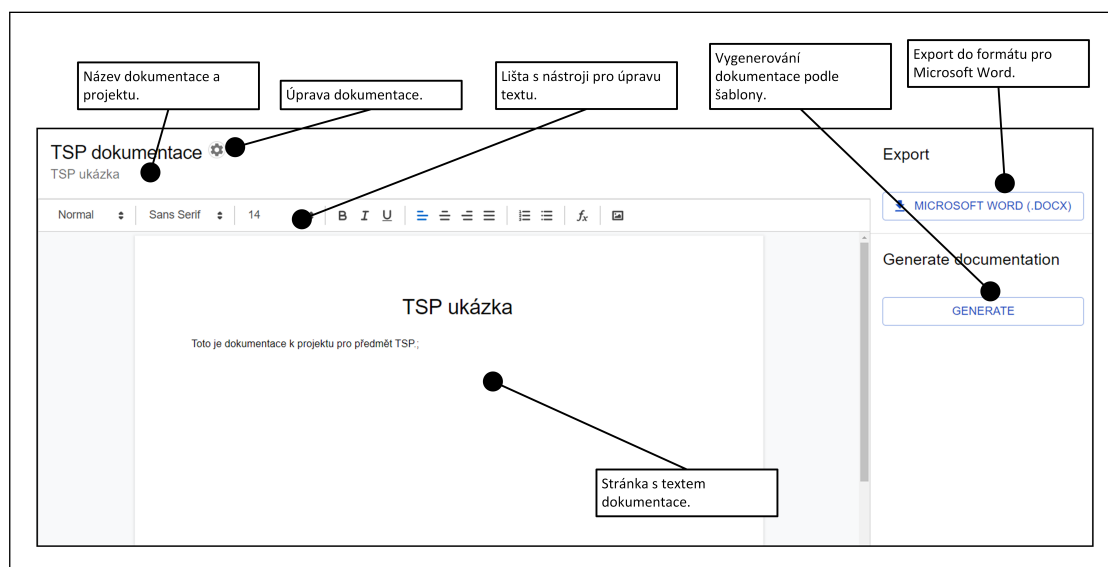 Název dokumentace a
projektu.
Úprava dokumentace.
Lišta s nástroji pro úpravu
textu.
Vygenerování
dokumentace podle
šablony.
Export do formátu pro
Microsoft Word.
TSP dokumentace
TSP ukázka
Normal
Sans Serif
14
B I U
fx
TSP ukázka
Toto je dokumentace k projektu pro předmět TSP.;
Stránka s textem
dokumentace.
Export
MICROSOFT WORD (.DOCX)
Generate documentation
GENERATE